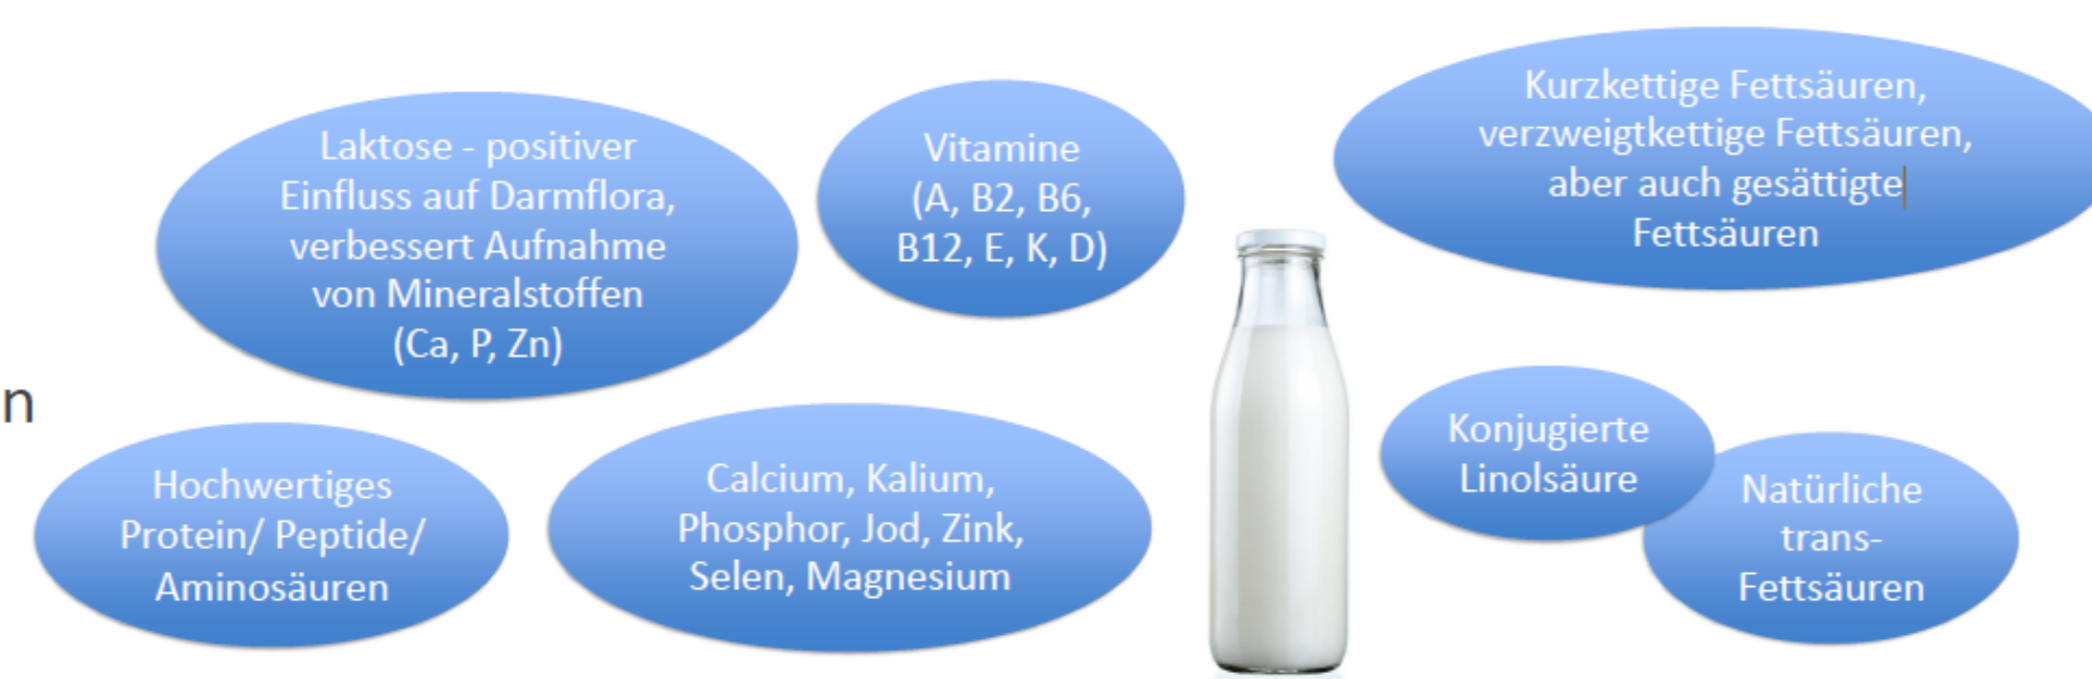 Laktose - positiver
Einfluss auf Darmflora,
verbessert Aufnahme
von Mineralstoffen
(Ca, P, Zn)
Vitamine
(A, B2, B6,
B12, E, K, D)
Kurzkettige Fettsäuren,
verzweigtkettige Fettsäuren,
aber auch gesättigte
Fettsäuren
n
Hochwertiges
Protein/ Peptide/
Aminosäuren
Calcium, Kalium,
Phosphor, Jod, Zink,
Selen, Magnesium
Konjugierte
Linolsäure
Natürliche
trans-
Fettsäuren